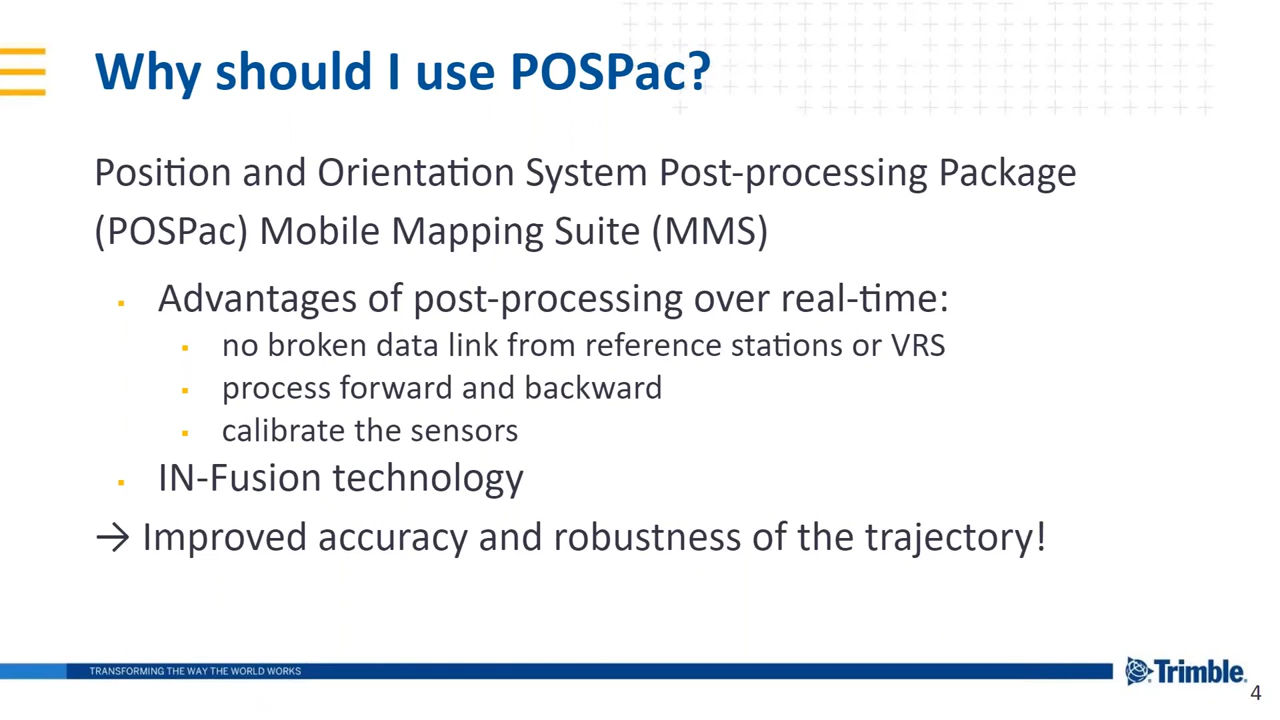 Why should I use POSPac?
Position and Orientation System Post-processing Package
(POSPac) Mobile Mapping Suite (MMS)
▪ Advantages of post-processing over real-time:
▪ no broken data link from reference stations or VRS
▪ process forward and backward
▪ calibrate the sensors
▪ IN-Fusion technology
→ Improved accuracy and robustness of the trajectory!
TRANSFORMING THE WAY THE WORLD WORKS
Trimble.
4